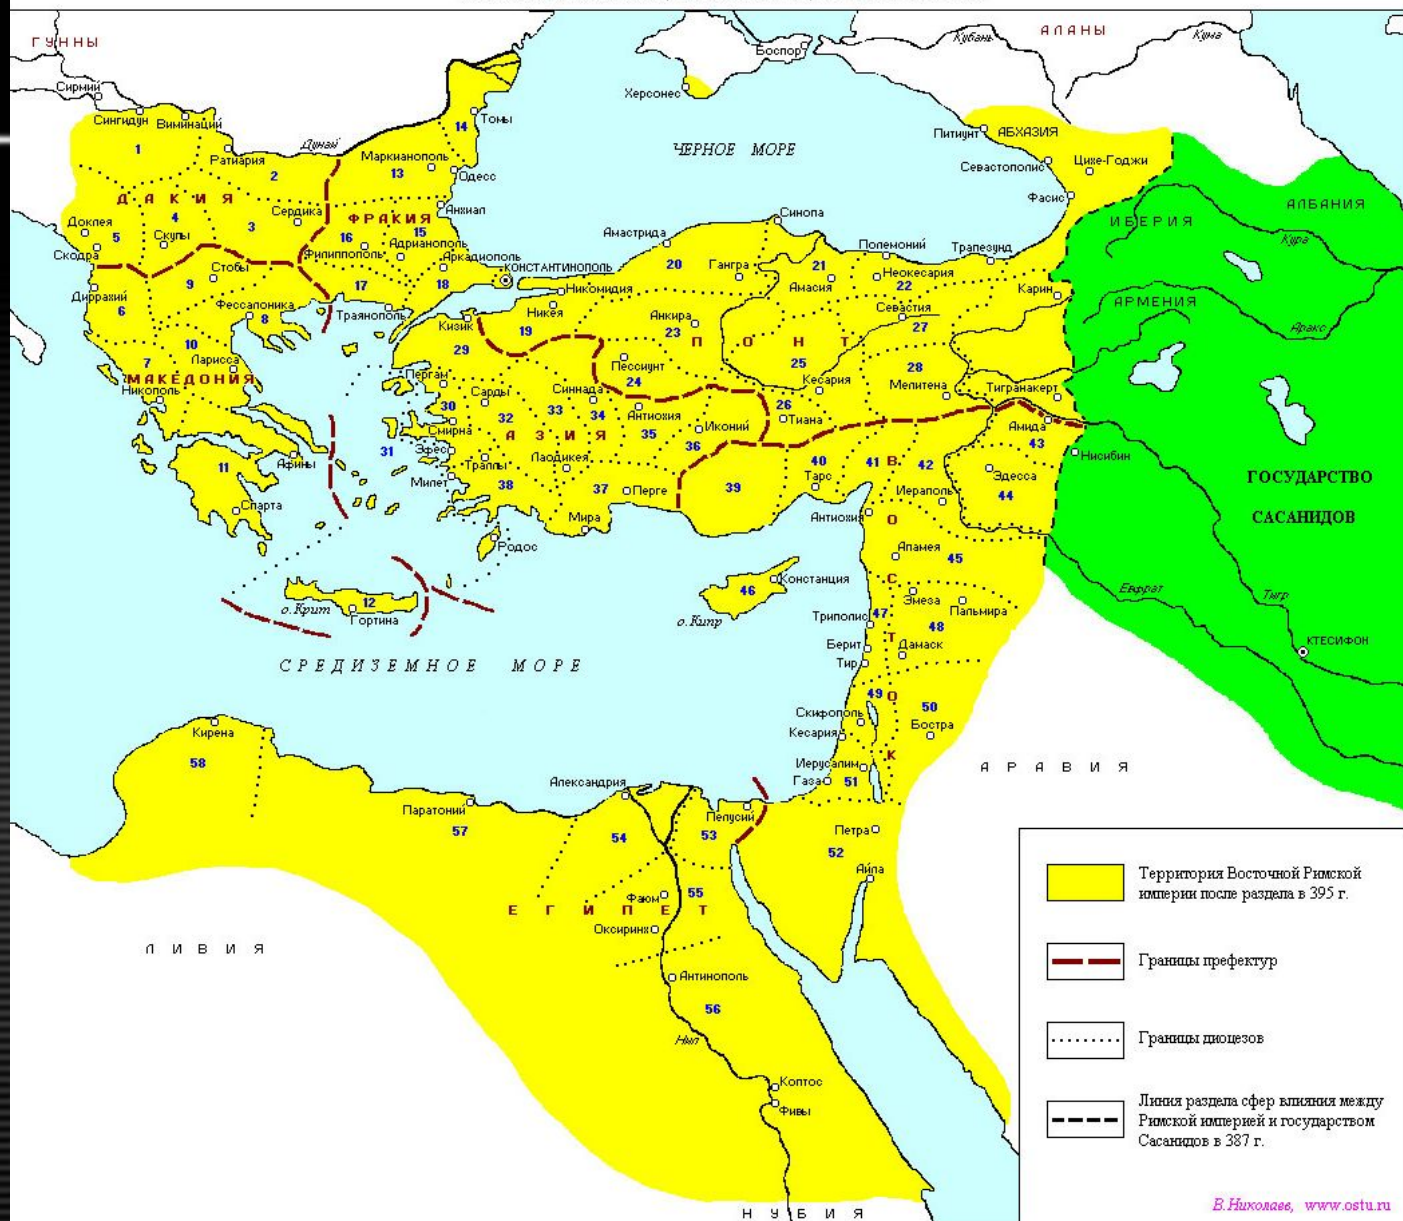 ГУННЫ
АЛАНЫ
Боспор
Кубань
Кума
Сирмий
Херсонес
Сингидун
Виминаций
Томы
14
Питиунт
АБХАЗИЯ
1
Дунай
ЧЕРНОЕ МОРЕ
Ратиария
Маркианополь
Севастополис
Цихе-Годжи
2
13
Одесс
ДАКИЯ
Фасис
АЛБАНИЯ
Анхиал
Синопа
ИБЕРИЯ
4
Сердика
ФРАКИЯ
Доклея
3
15
Амастрида
Кура
5
Скупы
16
Адрианополь
Полемоний
Трапезунд
Скодра
Филиппополь
Аркадиополь
20
Гангра
21
Стобы
КОНСТАНТИНОПОЛЬ
Неокесария
9
17
18
Никомидия
Амасия
22
Карин
Диррахий
АРМЕНИЯ
6
Фессалоника
8
Траянополь
Никея
Севастия
Кизик
19
Анкира
27
Аракс
23
ПОНТ
10
29
7
Ларисса
Пессиунт
25
28
МАКЕДОНИЯ
Пергам
24
Кесария
Мелитена
Тигранакерт
Никополь
Сарды
Синнада
30
32
33
34
Антиохия
26
Тиана
Амида
Смирна
АЗИЯ
35
Иконий
43
31
Эфес
36
Нисибин
11
Афины
Траллы
Лаодикея
40
41
В
42
Эдесса
ГОСУДАРСТВО
Милет
38
37
Перге
39
Тарс
Иераполь
44
Спарта
САСАНИДОВ
Мира
Антиохия
О
Родос
Апамея
45
С
Констанция
46
Эмеза
Евфрат
Тигр
о.Крит
12
Пальмира
Гортина
о.Кипр
Триполис
47
48
Т
КТЕСИФОН
Берит
Дамаск
СРЕДИЗЕМНОЕ МОРЕ
Тир
49
О
50
Скифополь
Бостра
Кирена
Кесария
58
К
Иерусалим
АРАВИЯ
Александрия
Газа
51
Паратоний
Пелусий
57
54
53
Петра
52
Айла
Территория Восточной Римской
империи после раздела в 395 г.
55
Фаюм
ЕГИПЕТ
Оксиринх
ЛИВИЯ
Границы префектур
Антинополь
56
Нил
Границы диоцезов
Коптос
Фивы
Линия раздела сфер влияния между
Римской империей и государством
Сасанидов в 387 г.
В.Николаев, www.ostu.ru
НУБИЯ